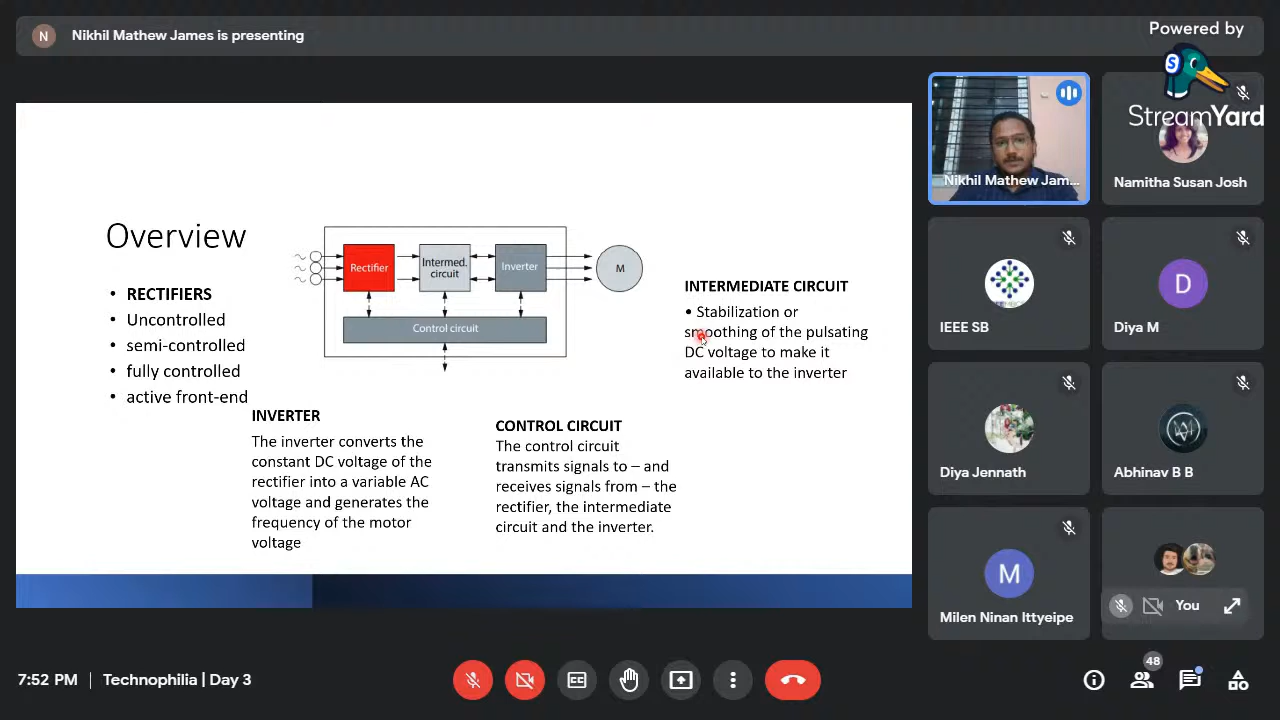 N
Nikhil Mathew James is presenting
Powered by
StreamYard
Overview
• RECTIFIERS
• Uncontrolled
• semi-controlled
• fully controlled
• active front-end
Rectifier
Intermed.
circuit
Inverter
M
Control circuit
INTERMEDIATE CIRCUIT
• Stabilization or
smoothing of the pulsating
DC voltage to make it
available to the inverter
INVERTER
The inverter converts the
constant DC voltage of the
rectifier into a variable AC
voltage and generates the
frequency of the motor
voltage
CONTROL CIRCUIT
The control circuit
transmits signals to – and
receives signals from – the
rectifier, the intermediate
circuit and the inverter.
Nikhil Mathew Jam...
Namitha Susan Josh
IEEE SB
D
Diya M
Diya Jennath
Abhinav B B
M
Milen Ninan Ittyeipe
You
7:52 PM | Technophilia | Day 3
CC
48